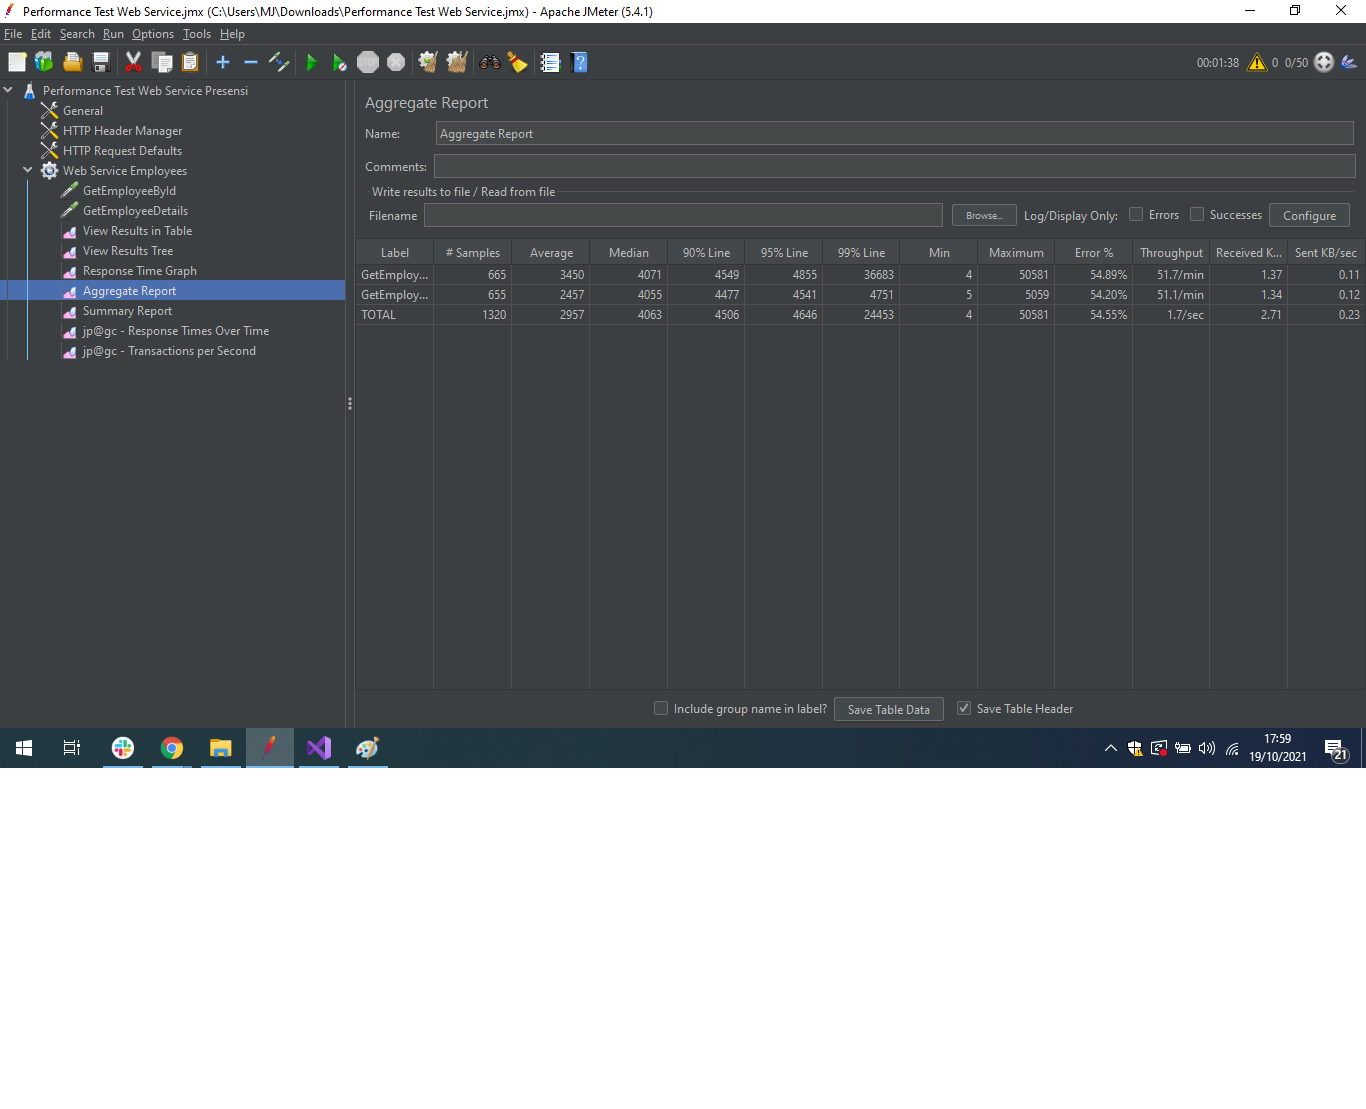 Performance Test Web Service.jmx (C:\Users\MJ\Downloads\Performance Test Web Service.jmx) - Apache JMeter (5.4.1)
File Edit Search Run Options Tools Help
STOP 00:01:38 0 0/50
Performance Test Web Service Presensi
General
HTTP Header Manager
HTTP Request Defaults
Web Service Employees
GetEmployeeById
GetEmployeeDetails
View Results in Table
View Results Tree
Response Time Graph
Aggregate Report
Summary Report
jp@gc - Response Times Over Time
jp@gc - Transactions per Second
Aggregate Report
Name: Aggregate Report
Comments:
Write results to file / Read from file
Filename Browse... Log/Display Only: Errors Successes Configure
Label # Samples Average Median 90% Line 95% Line 99% Line Min Maximum Error % Throughput Received K... Sent KB/sec
GetEmploy... 665 3450 4071 4549 4855 36683 4 50581 54.89% 51.7/min 1.37 0.11
GetEmploy... 655 2457 4055 4477 4541 4751 5 5059 54.20% 51.1/min 1.34 0.12
TOTAL 1320 2957 4063 4506 4646 24453 4 50581 54.55% 1.7/sec 2.71 0.23
Include group name in label? Save Table Data Save Table Header
17:59
19/10/2021
21